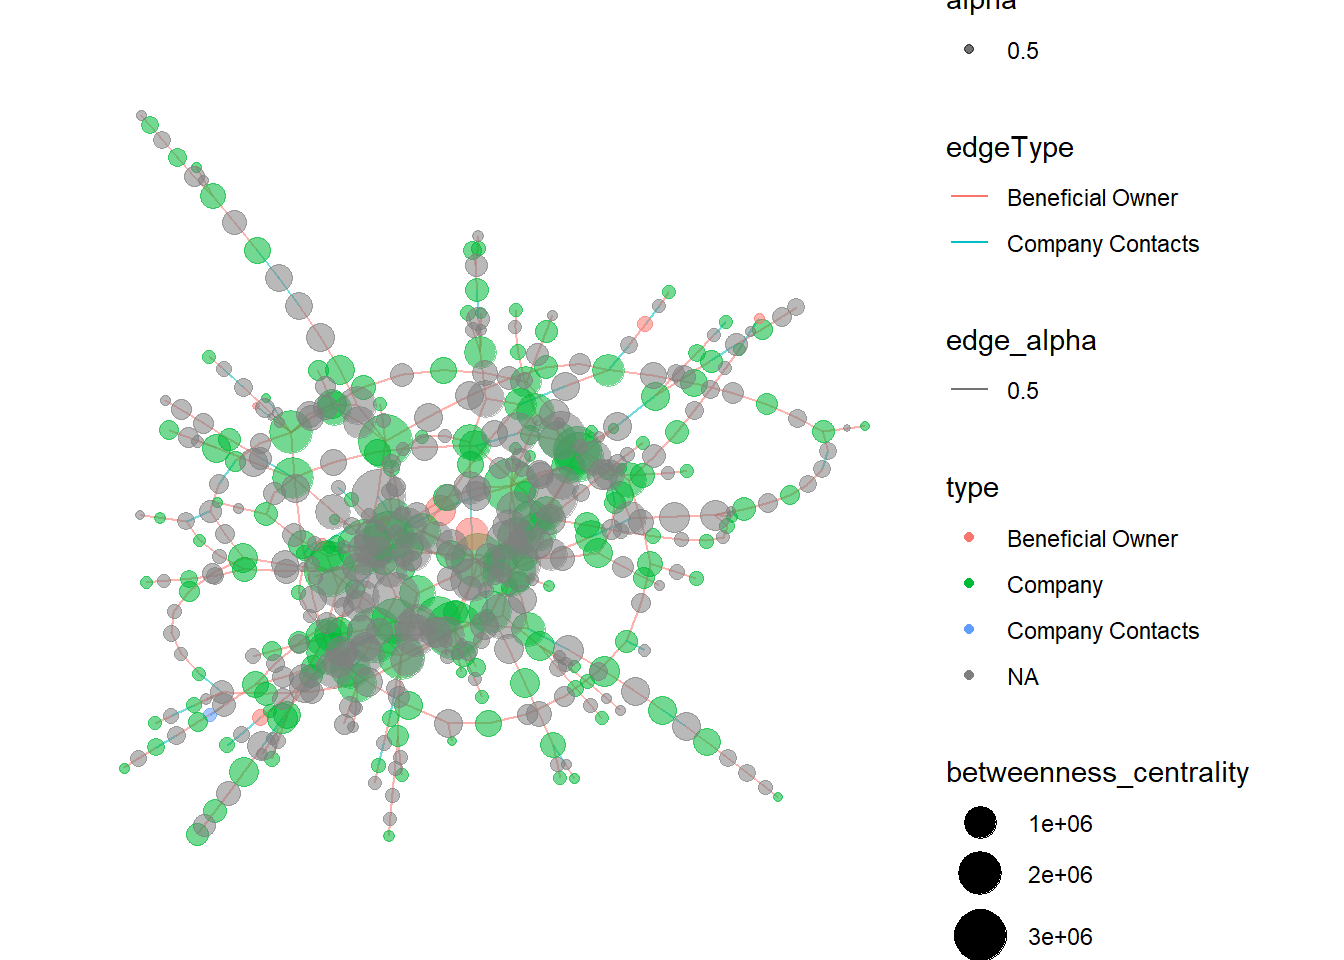 alpha
0.5
edgeType
Beneficial Owner
Company Contacts
edge_alpha
0.5
type
Beneficial Owner
Company
Company Contacts
NA
betweenness_centrality
1e+06
2e+06
3e+06